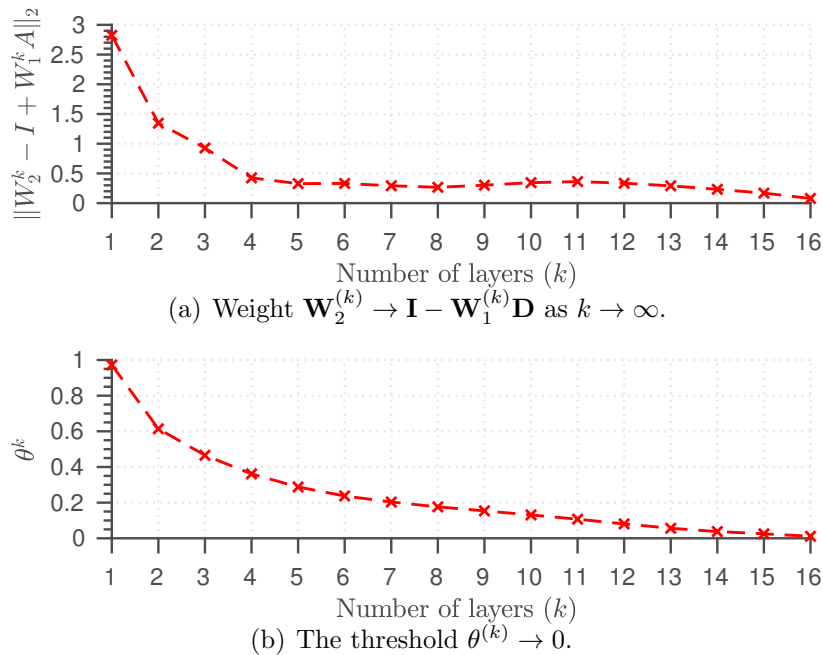 ||W_2^k − I + W_1^k A||_2
3
2.5
2
1.5
1
0.5
0
1 2 3 4 5 6 7 8 9 10 11 12 13 14 15 16
Number of layers (k)
(a) Weight W_2^{(k)} → I − W_1^{(k)}D as k → ∞.
θ^k
1
0.8
0.6
0.4
0.2
0
1 2 3 4 5 6 7 8 9 10 11 12 13 14 15 16
Number of layers (k)
(b) The threshold θ^{(k)} → 0.